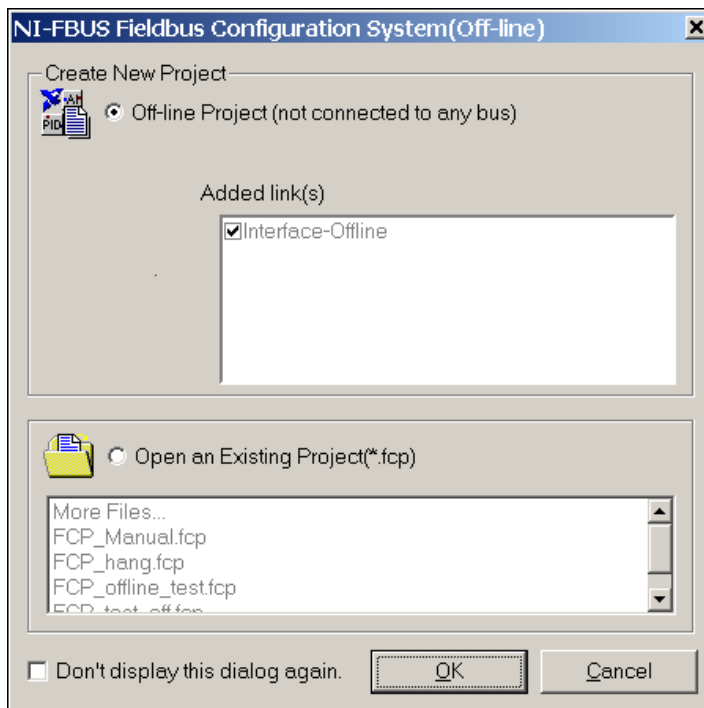 NI-FBUS Fieldbus Configuration System(Off-line)
Create New Project
Off-line Project (not connected to any bus)
Added link(s)
Interface-Offline
Open an Existing Project(*.fcp)
More Files...
FCP_Manual.fcp
FCP_hang.fcp
FCP_offline_test.fcp
FCP_test_off.fcp
Don't display this dialog again.
OK
Cancel